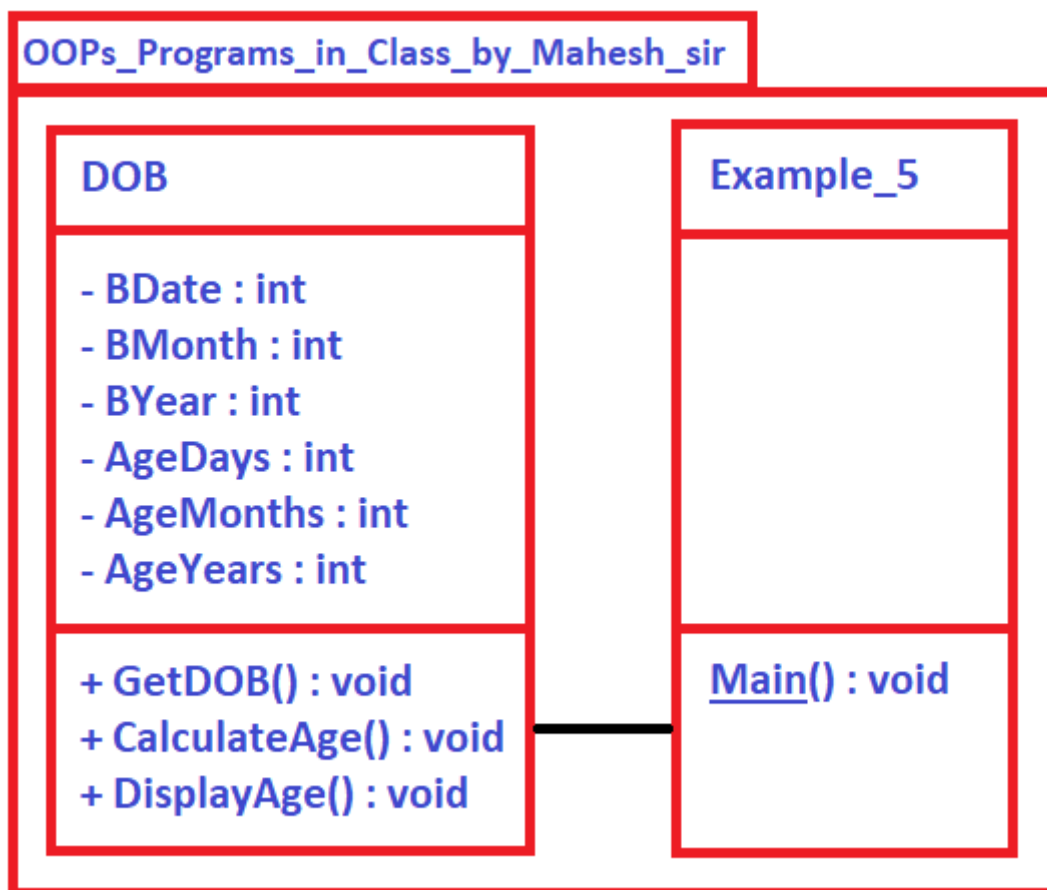 OOPs_Programs_in_Class_by_Mahesh_sir
DOB
- BDate : int
- BMonth : int
- BYear : int
- AgeDays : int
- AgeMonths : int
- AgeYears : int
+ GetDOB() : void
+ CalculateAge() : void
+ DisplayAge() : void
Example_5
Main() : void